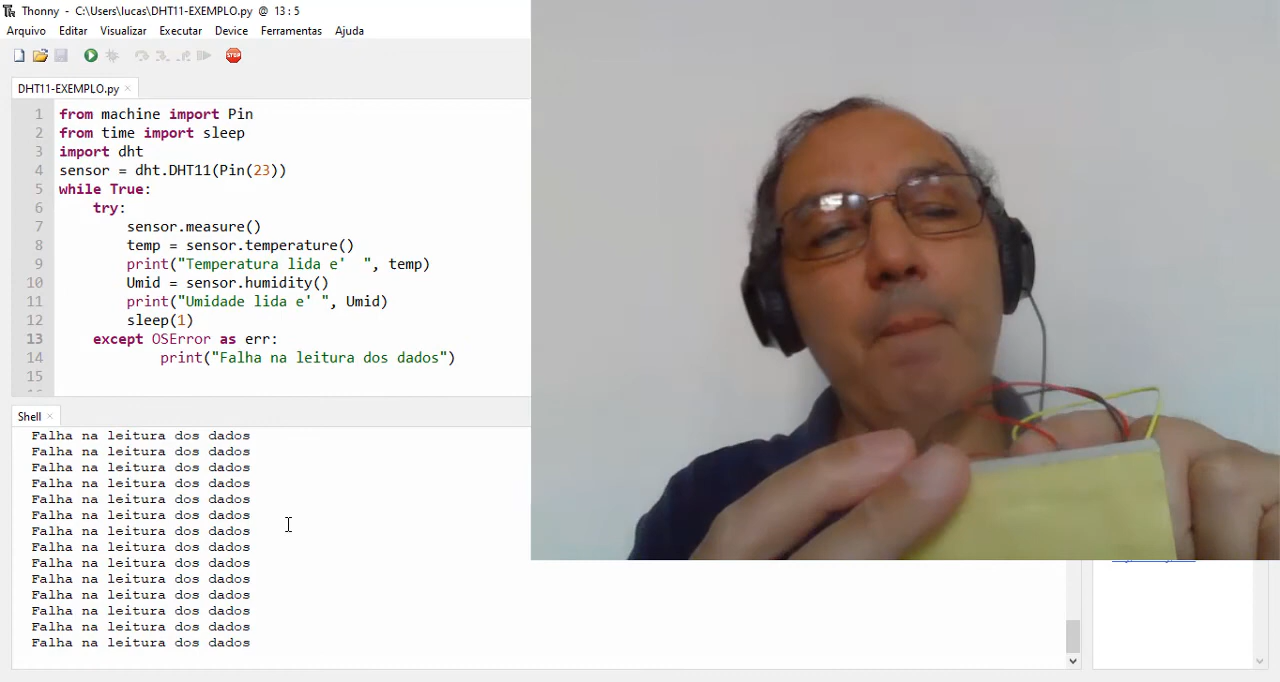 Thonny - C:\Users\lucas\DHT11-EXEMPLO.py @ 13:5
Arquivo Editar Visualizar Executar Device Ferramentas Ajuda
STOP
DHT11-EXEMPLO.py ×
1 from machine import Pin
2 from time import sleep
3 import dht
4 sensor = dht.DHT11(Pin(23))
5 while True:
6 try:
7 sensor.measure()
8 temp = sensor.temperature()
9 print("Temperatura lida e' ", temp)
10 Umid = sensor.humidity()
11 print("Umidade lida e' ", Umid)
12 sleep(1)
13 except OSError as err:
14 print("Falha na leitura dos dados")
15
Shell ×
Falha na leitura dos dados
Falha na leitura dos dados
Falha na leitura dos dados
Falha na leitura dos dados
Falha na leitura dos dados
Falha na leitura dos dados
Falha na leitura dos dados
Falha na leitura dos dados
Falha na leitura dos dados
Falha na leitura dos dados
Falha na leitura dos dados
Falha na leitura dos dados
Falha na leitura dos dados
Falha na leitura dos dados